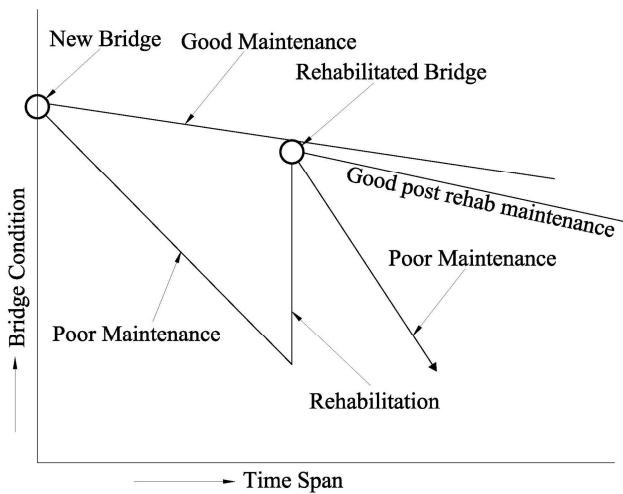 New Bridge
Good Maintenance
Rehabilitated Bridge
Good post rehab maintenance
Poor Maintenance
Poor Maintenance
Rehabilitation
Bridge Condition
Time Span